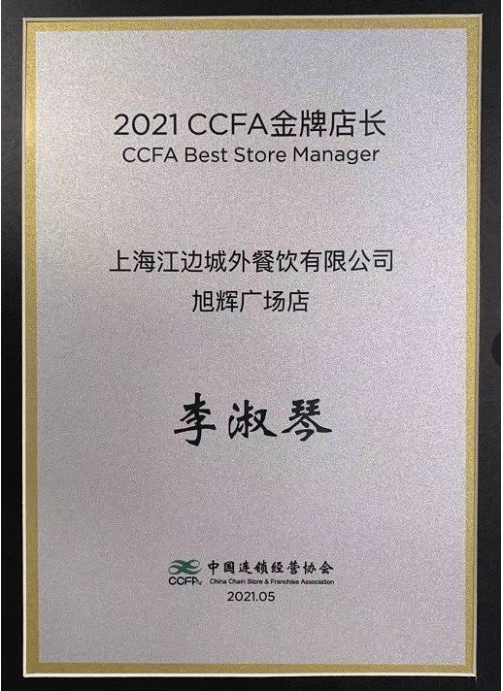 2021 CCFA金牌店长
CCFA Best Store Manager
上海江边城外餐饮有限公司
旭辉广场店
李淑琴
中国连锁经营协会
CCFA China Chain Store & Franchise Association
2021.05